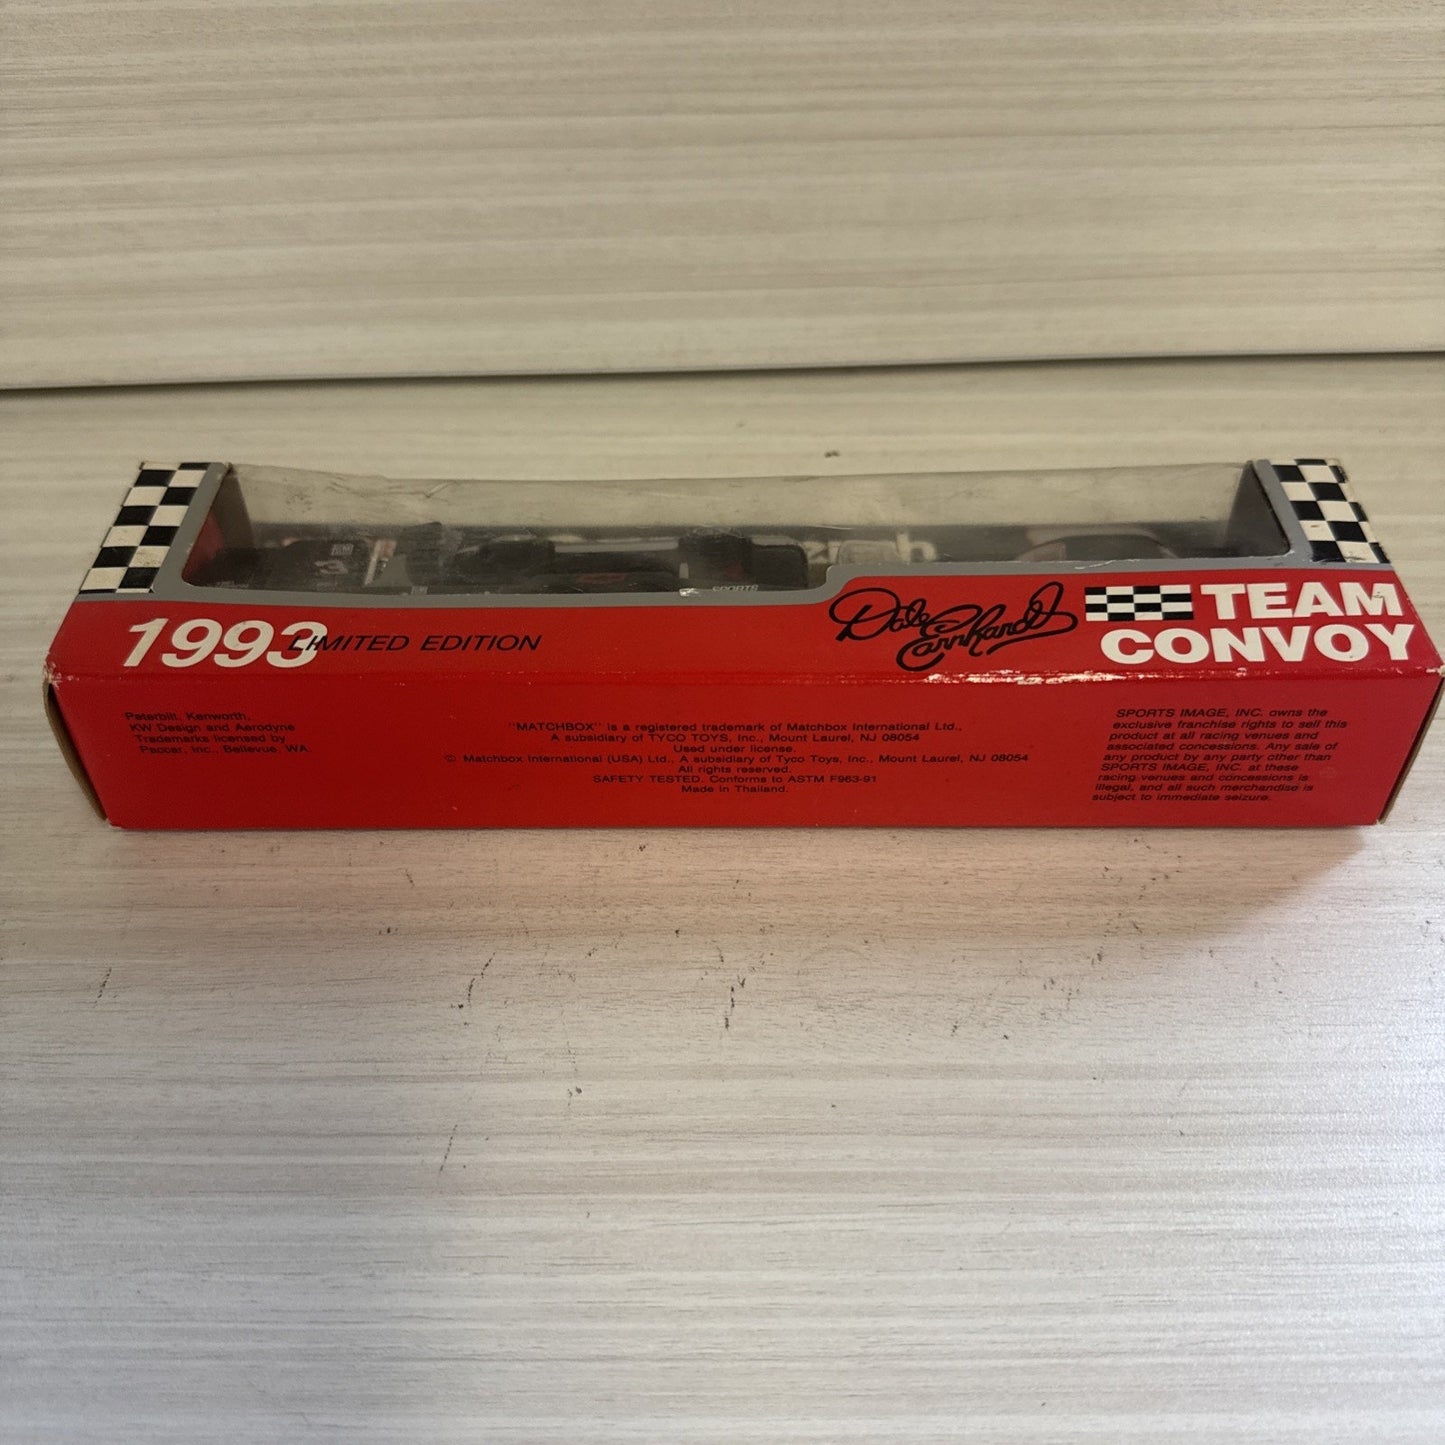 3
SPORTS
1993 LIMITED EDITION
Dale Earnhardt
TEAM
CONVOY
Peterbilt, Kenworth,
KW Design and Aerodyne
Trademarks licensed by
Paccar, Inc., Bellevue, WA.
"MATCHBOX" is a registered trademark of Matchbox International Ltd.,
A subsidiary of TYCO TOYS, Inc., Mount Laurel, NJ 08054
Used under license.
© Matchbox International (USA) Ltd., A subsidiary of Tyco Toys, Inc., Mount Laurel, NJ 08054
All rights reserved.
SAFETY TESTED. Conforms to ASTM F963-91
Made in Thailand.
SPORTS IMAGE, INC. owns the
exclusive franchise rights to sell this
product at all racing venues and
associated concessions. Any sale of
any product by any party other than
SPORTS IMAGE, INC. at these
racing venues and concessions is
illegal, and all such merchandise is
subject to immediate seizure.